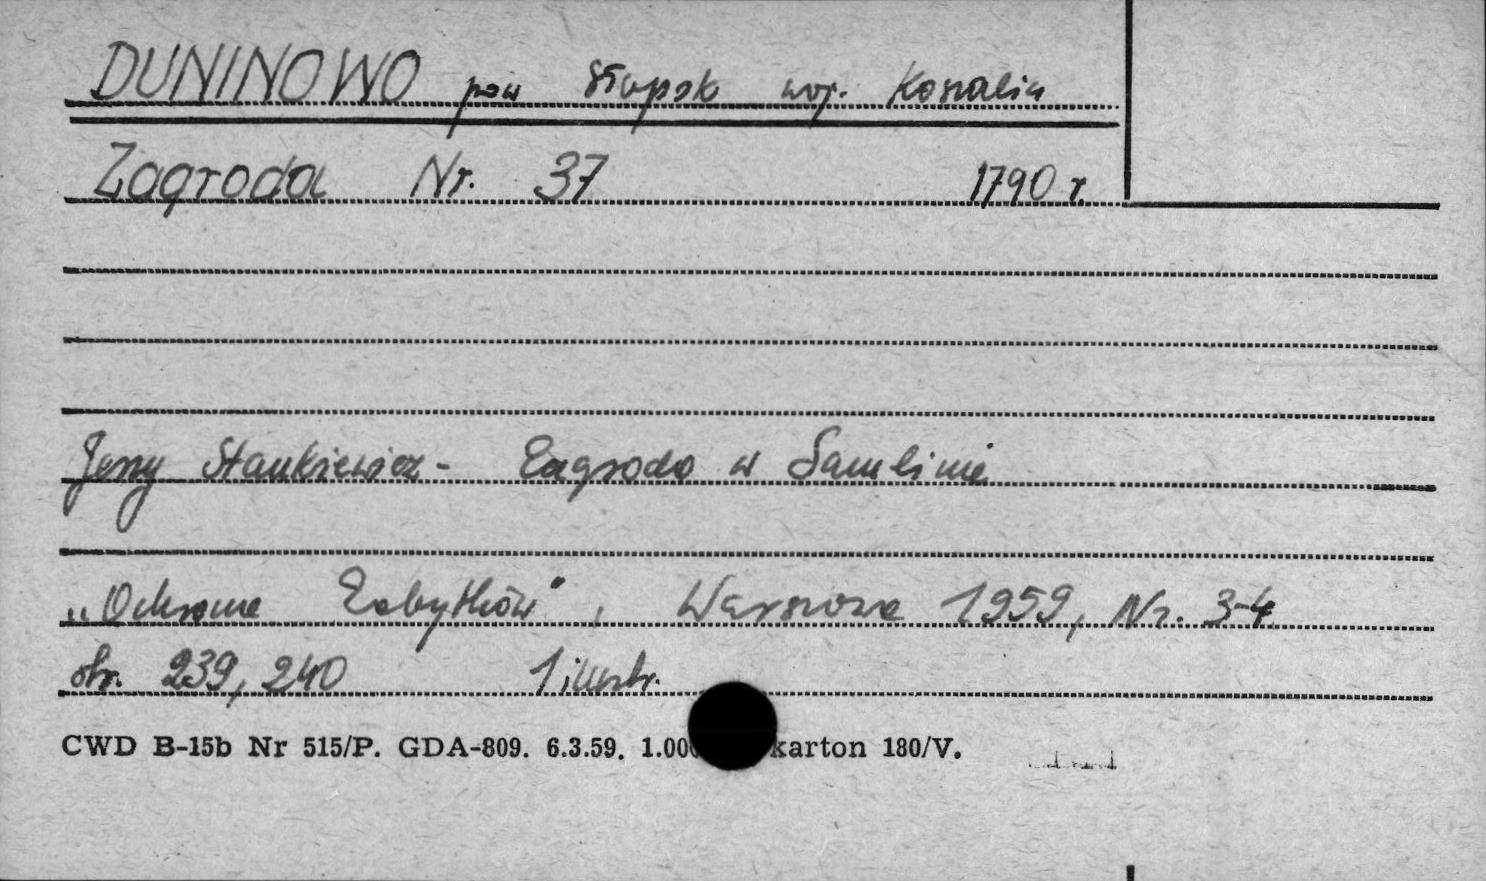 DUNINOWO pow Słupsk woj. Koszalin
Zagroda Nr. 37 1790 r.
Jerzy Stankiewicz - Zagroda w Samlinie
„Ochrona Zabytków", Warszawa 1959, Nr. 3-4
str. 239, 240 1 ilustr.
CWD B-15b Nr 515/P. GDA-809. 6.3.59. 1.00 karton 180/V.